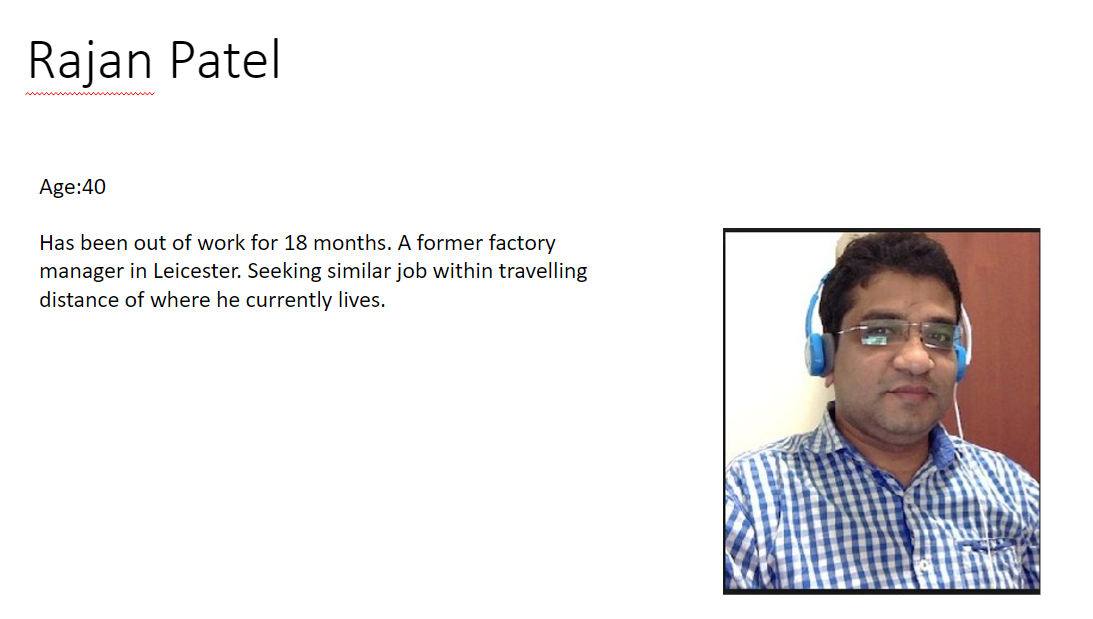 Rajan Patel
Age:40
Has been out of work for 18 months. A former factory
manager in Leicester. Seeking similar job within travelling
distance of where he currently lives.